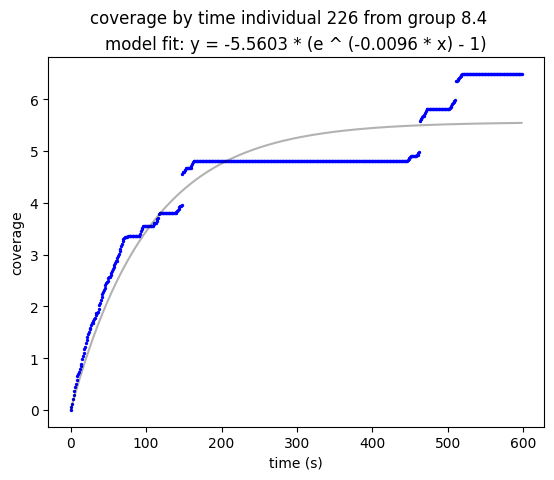 coverage by time individual 226 from group 8.4
model fit: y = -5.5603 * (e ^ (-0.0096 * x) - 1)
6
5
4
3
2
1
0
coverage
0 100 200 300 400 500 600
time (s)